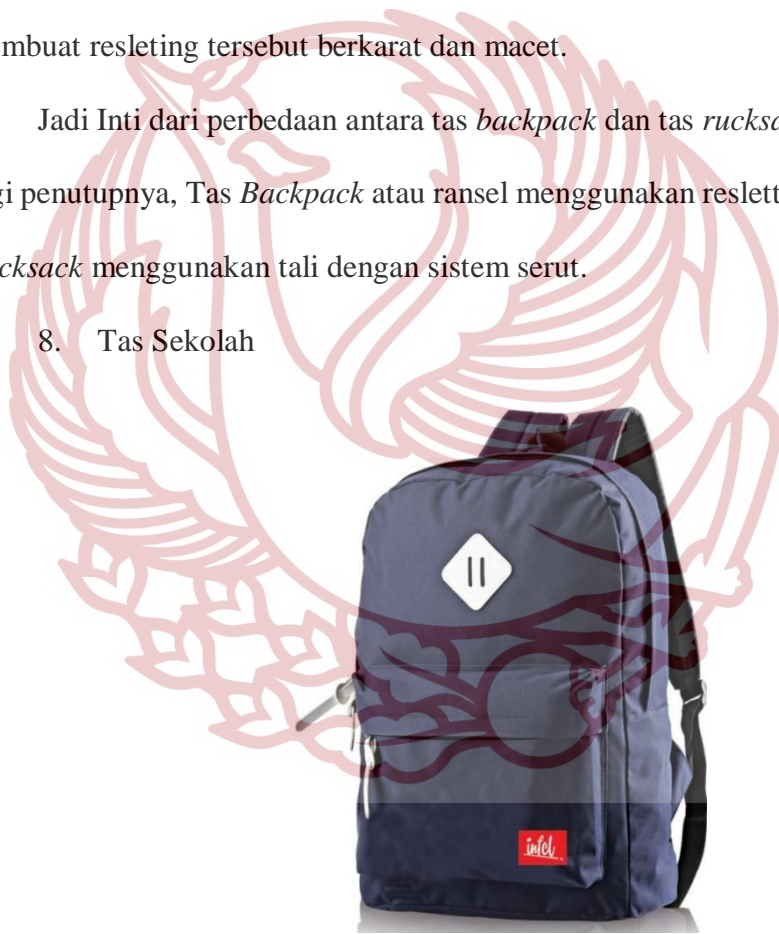 mbuat resleting tersebut berkarat dan macet.
Jadi Inti dari perbedaan antara tas backpack dan tas rucksa
gi penutupnya, Tas Backpack atau ransel menggunakan reslett
cksack menggunakan tali dengan sistem serut.
8. Tas Sekolah